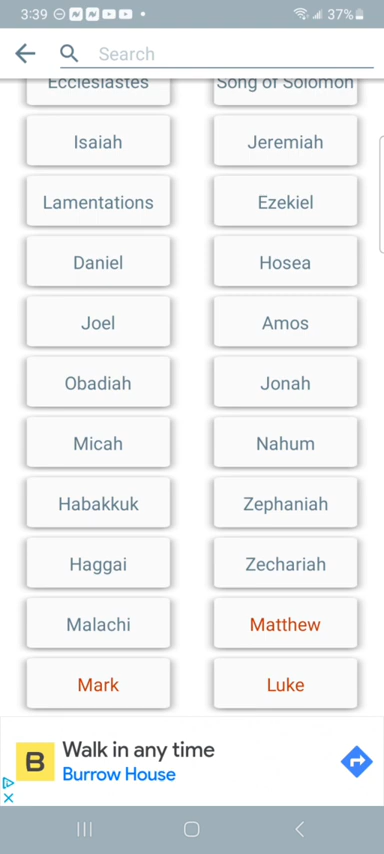 3:39 37%
Search
Ecclesiastes Song of Solomon
Isaiah Jeremiah
Lamentations Ezekiel
Daniel Hosea
Joel Amos
Obadiah Jonah
Micah Nahum
Habakkuk Zephaniah
Haggai Zechariah
Malachi Matthew
Mark Luke
B Walk in any time
Burrow House